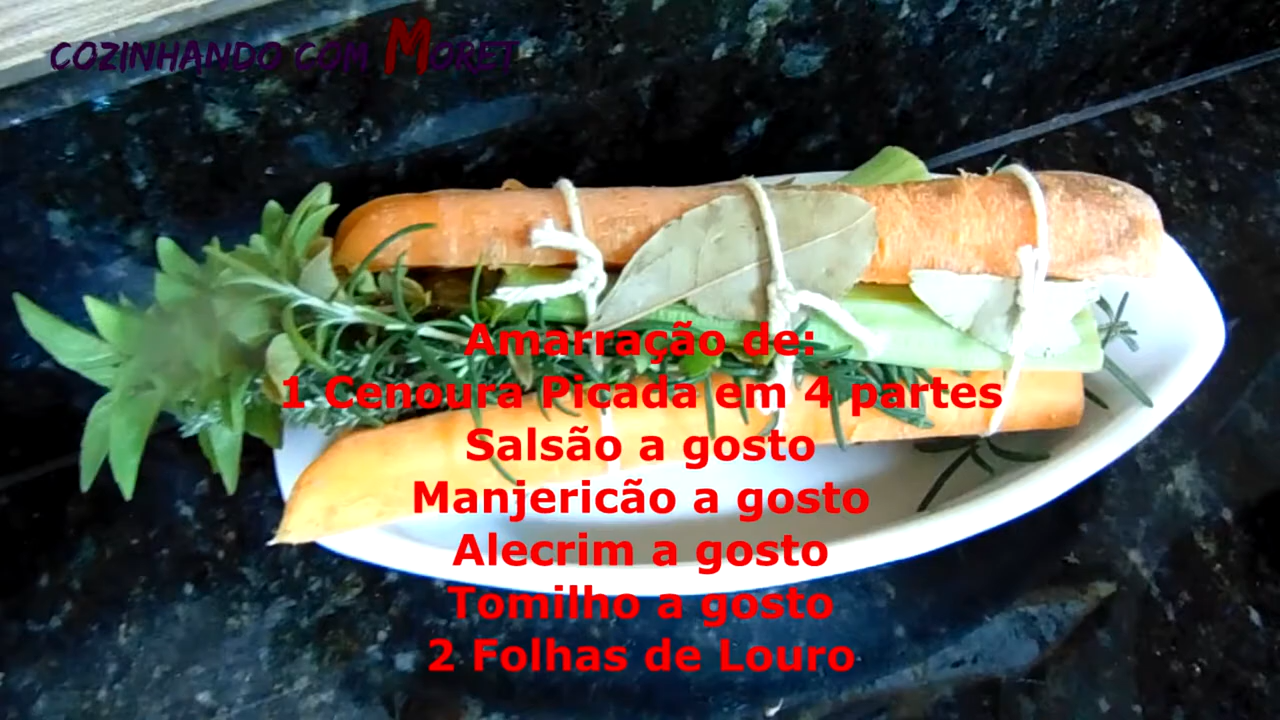 COZINHANDO COM MORET
Amarração de:
1 Cenoura Picada em 4 partes
Salsão a gosto
Manjericão a gosto
Alecrim a gosto
Tomilho a gosto
2 Folhas de Louro